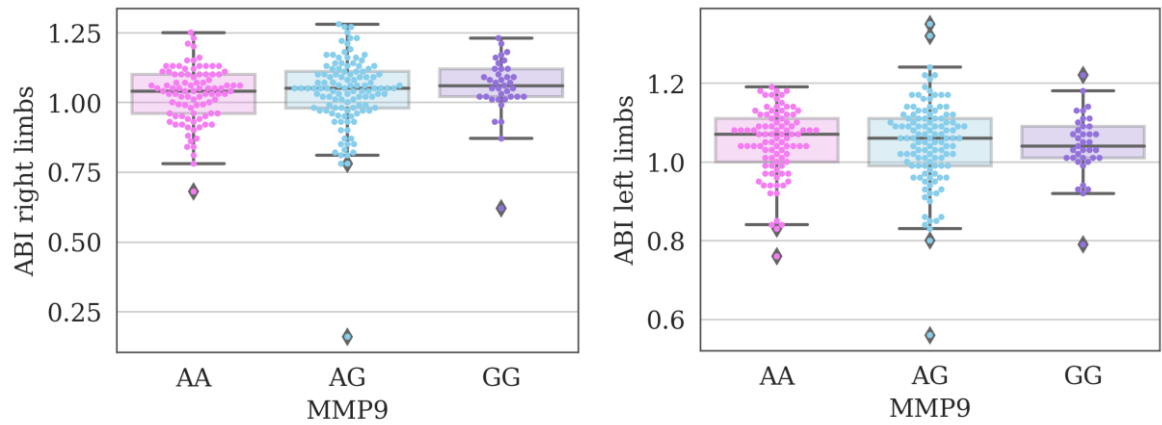 ABI right limbs
1.25
1.00
0.75
0.50
0.25
AA AG GG
MMP9
ABI left limbs
1.2
1.0
0.8
0.6
AA AG GG
MMP9